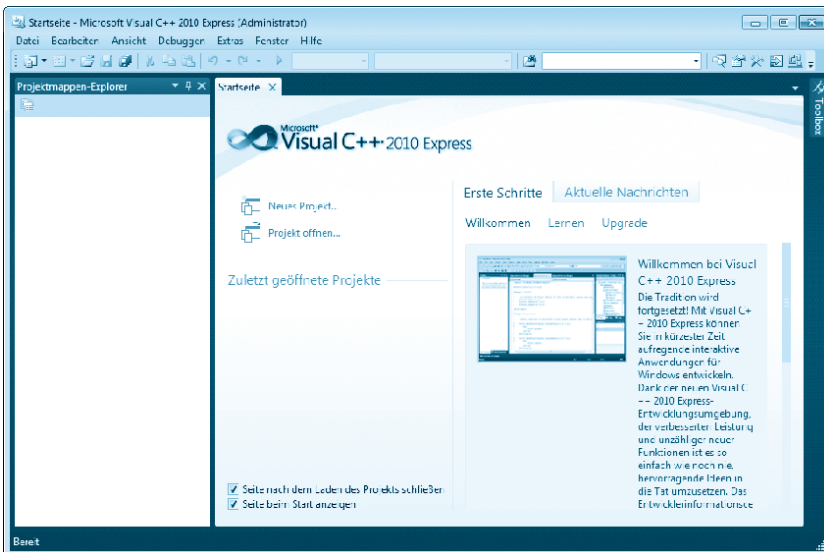 Startseite - Microsoft Visual C++ 2010 Express (Administrator)
Datei Bearbeiten Ansicht Debuggen Extras Fenster Hilfe
Projektmappen-Explorer
Startseite
Toolbox
Microsoft®
Visual C++ 2010 Express
Neues Projekt...
Projekt öffnen...
Zuletzt geöffnete Projekte
Seite nach dem Laden des Projekts schließen
Seite beim Start anzeigen
Erste Schritte Aktuelle Nachrichten
Willkommen Lernen Upgrade
Willkommen bei Visual
C++ 2010 Express
Die Tradition wird
fortgesetzt! Mit Visual C+
+ 2010 Express können
Sie in kürzester Zeit
aufregende interaktive
Anwendungen für
Windows entwickeln.
Dank der neuen Visual C
++ 2010 Express-
Entwicklungsumgebung,
der verbesserten Leistung
und unzähliger neuer
Funktionen ist es so
einfach wie noch nie,
hervorragende Ideen in
die Tat umzusetzen. Das
Entwicklerinformationsce
Bereit